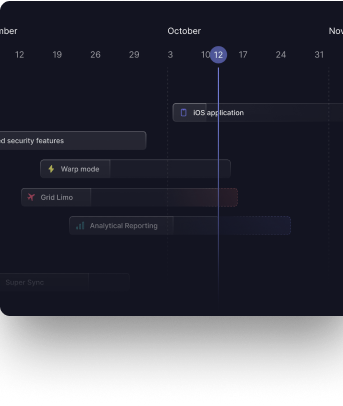 mber October Nov
12 19 26 29 3 10 12 17 24 31
iOS application
d security features
Warp mode
Grid Limo
Analytical Reporting
Super Sync